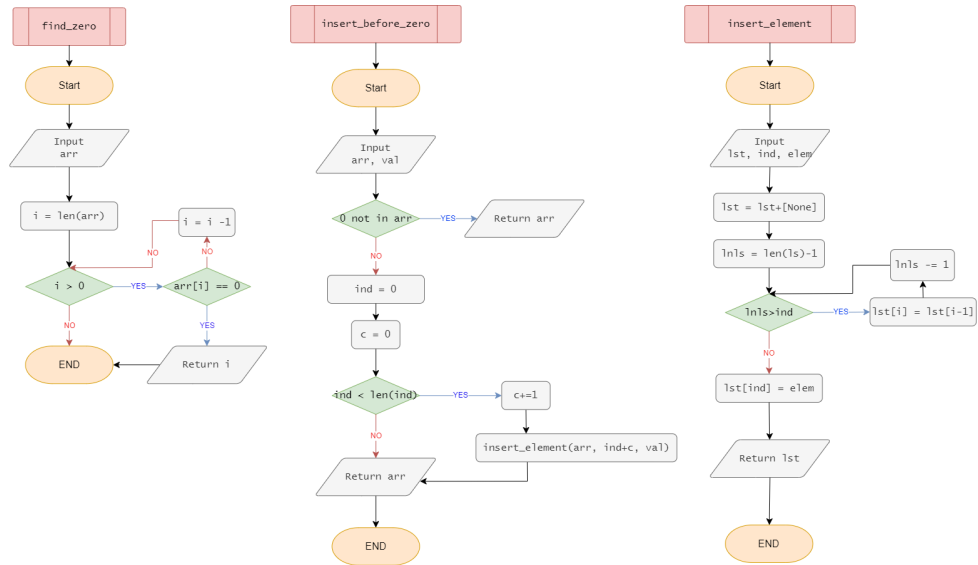 find_zero
Start
Input
arr
i = len(arr)
i = i -1
NO
NO
i > 0
YES
arr[i] == 0
NO
YES
END
Return i
insert_before_zero
Start
Input
arr, val
0 not in arr
YES
Return arr
NO
ind = 0
c = 0
ind < len(ind)
YES
c+=1
NO
insert_element(arr, ind+c, val)
Return arr
END
insert_element
Start
Input
lst, ind, elem
lst = lst+[None]
lnls = len(ls)-1
lnls -= 1
lnls>ind
YES
lst[i] = lst[i-1]
NO
lst[ind] = elem
Return lst
END